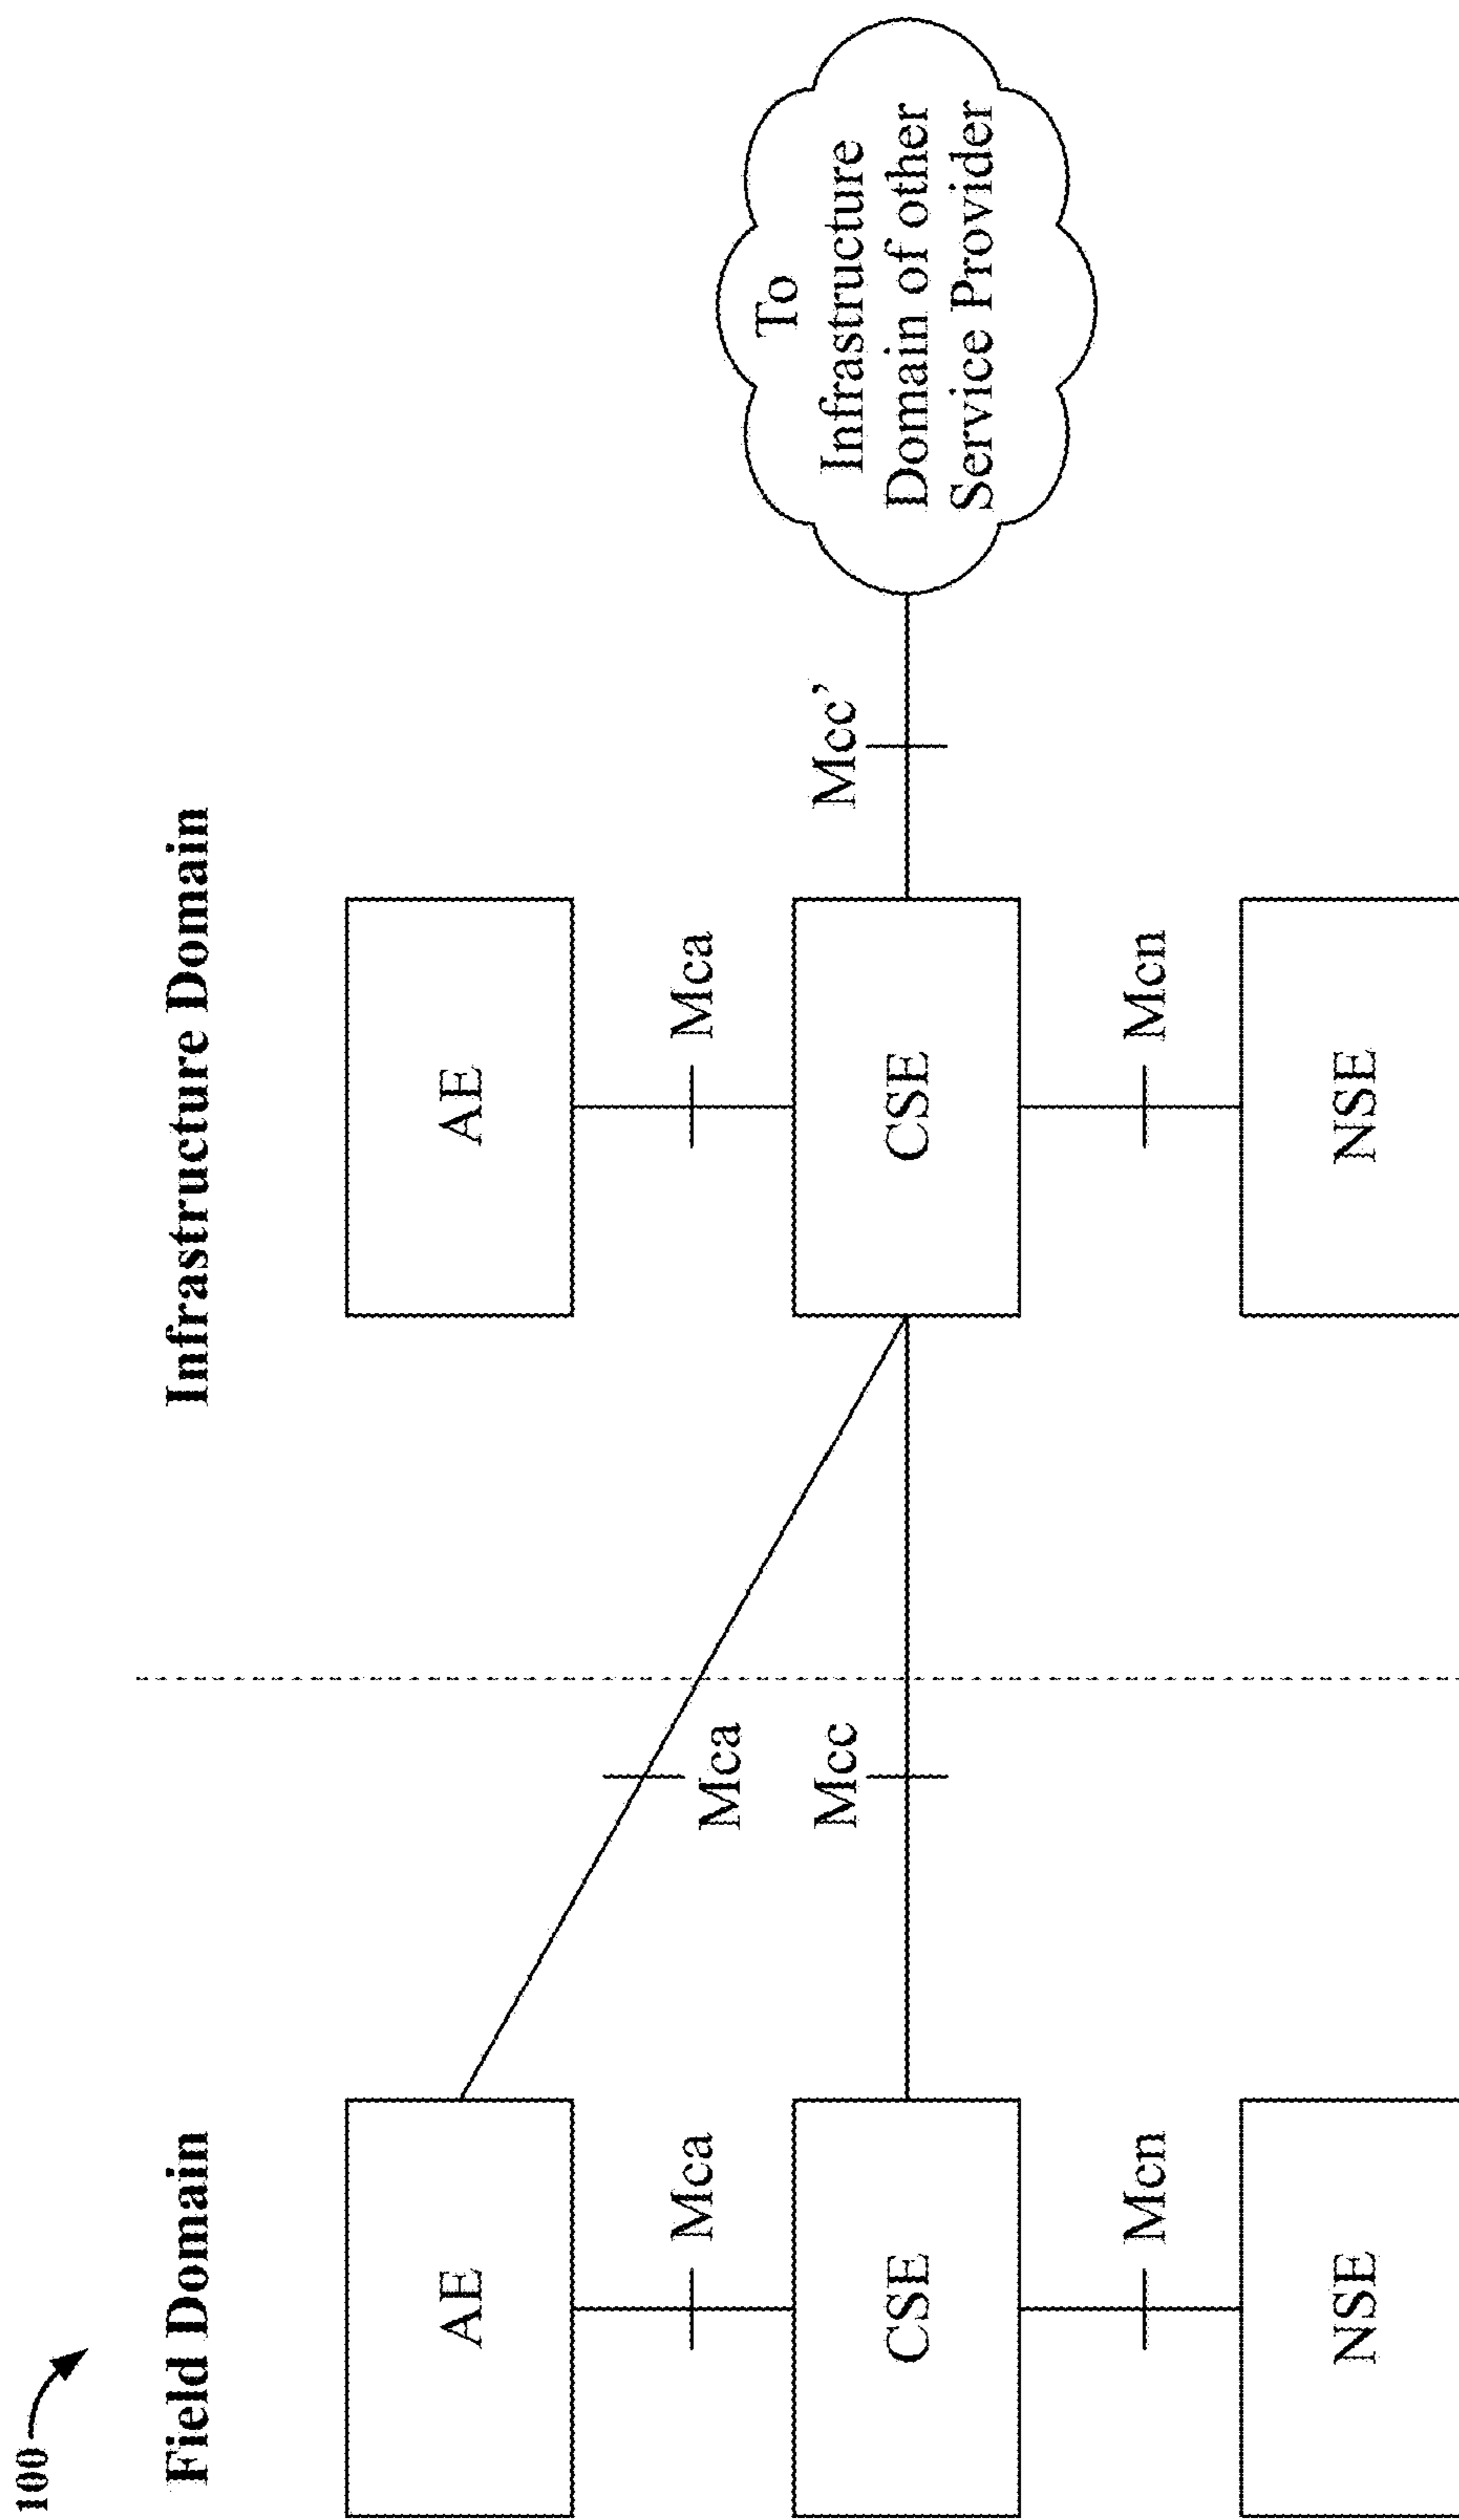 100
Field Domain
Infrastructure Domain
AE
AE
Mca
Mca
Mca
Mcc
Mcc’
CSE
CSE
To
Infrastructure
Domain of other
Service Provider
Mcn
Mcn
NSE
NSE